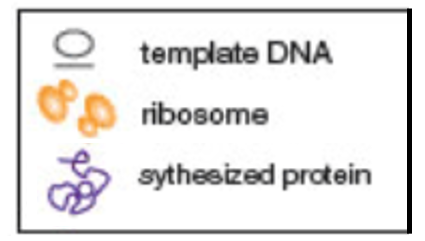 template DNA
ribosome
sythesized protein